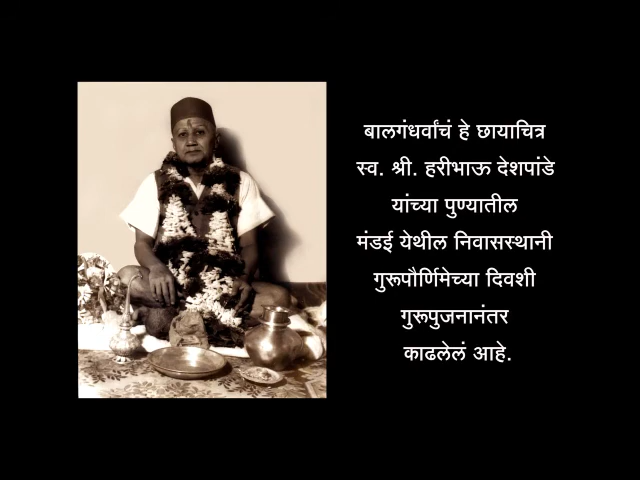 बालगंधर्वांचं हे छायाचित्र
स्व. श्री. हरीभाऊ देशपांडे
यांच्या पुण्यातील
मंडई येथील निवासस्थानी
गुरूपौर्णिमेच्या दिवशी
गुरूपुजनानंतर
काढलेलं आहे.